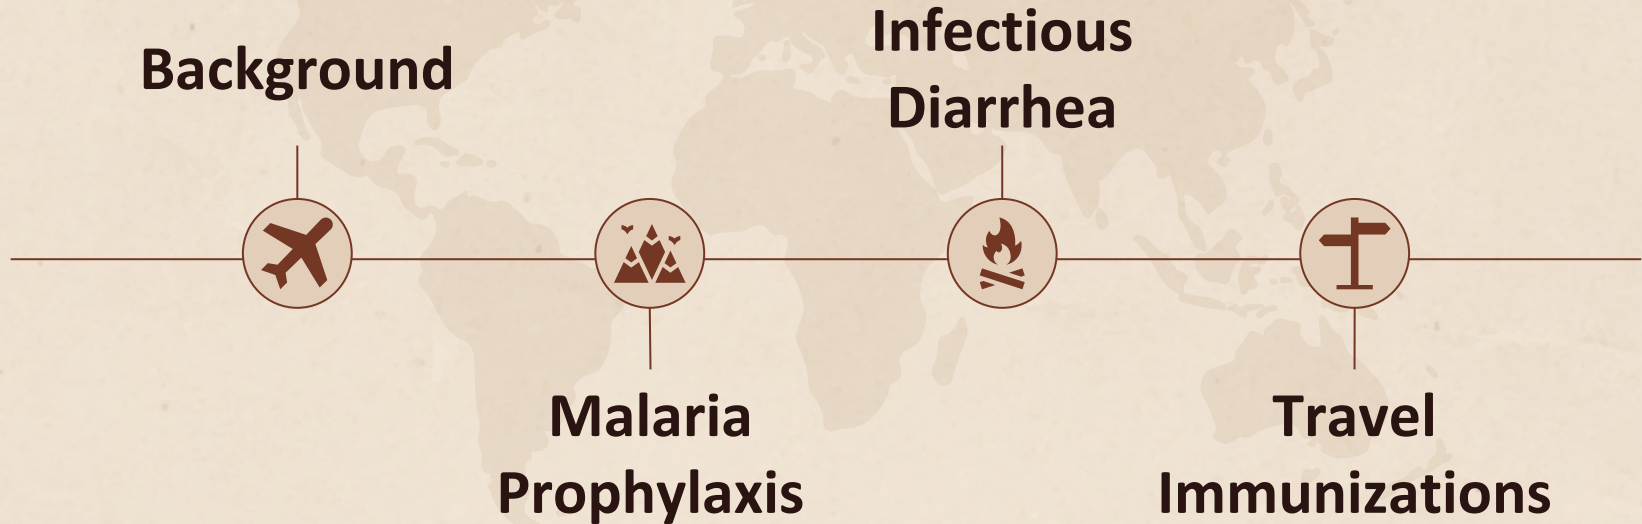 Background
Malaria
Prophylaxis
Infectious
Diarrhea
Travel
Immunizations